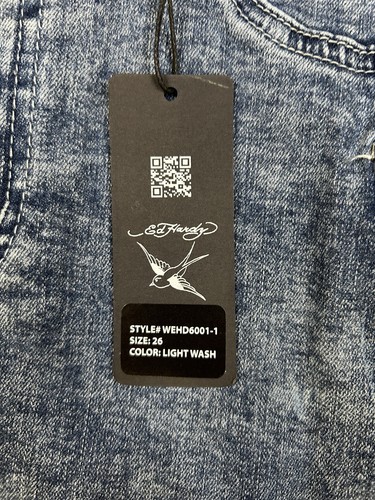 Ed Hardy
STYLE# WEHD6001-1
SIZE: 26
COLOR: LIGHT WASH